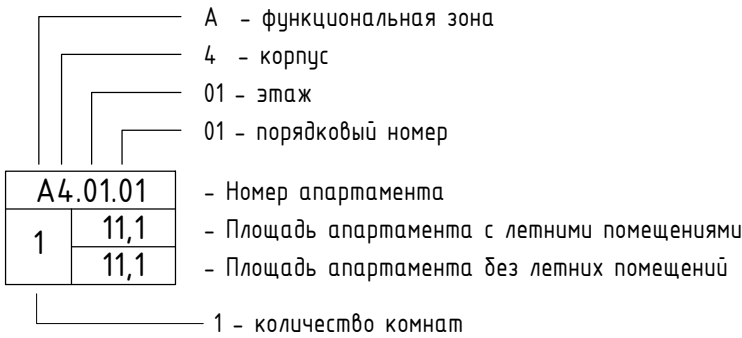 А - функциональная зона
4 - корпус
01 - этаж
01 - порядковый номер
А4.01.01 - Номер апартамента
1 11,1 - Площадь апартамента с летними помещениями
11,1 - Площадь апартамента без летних помещений
1 - количество комнат